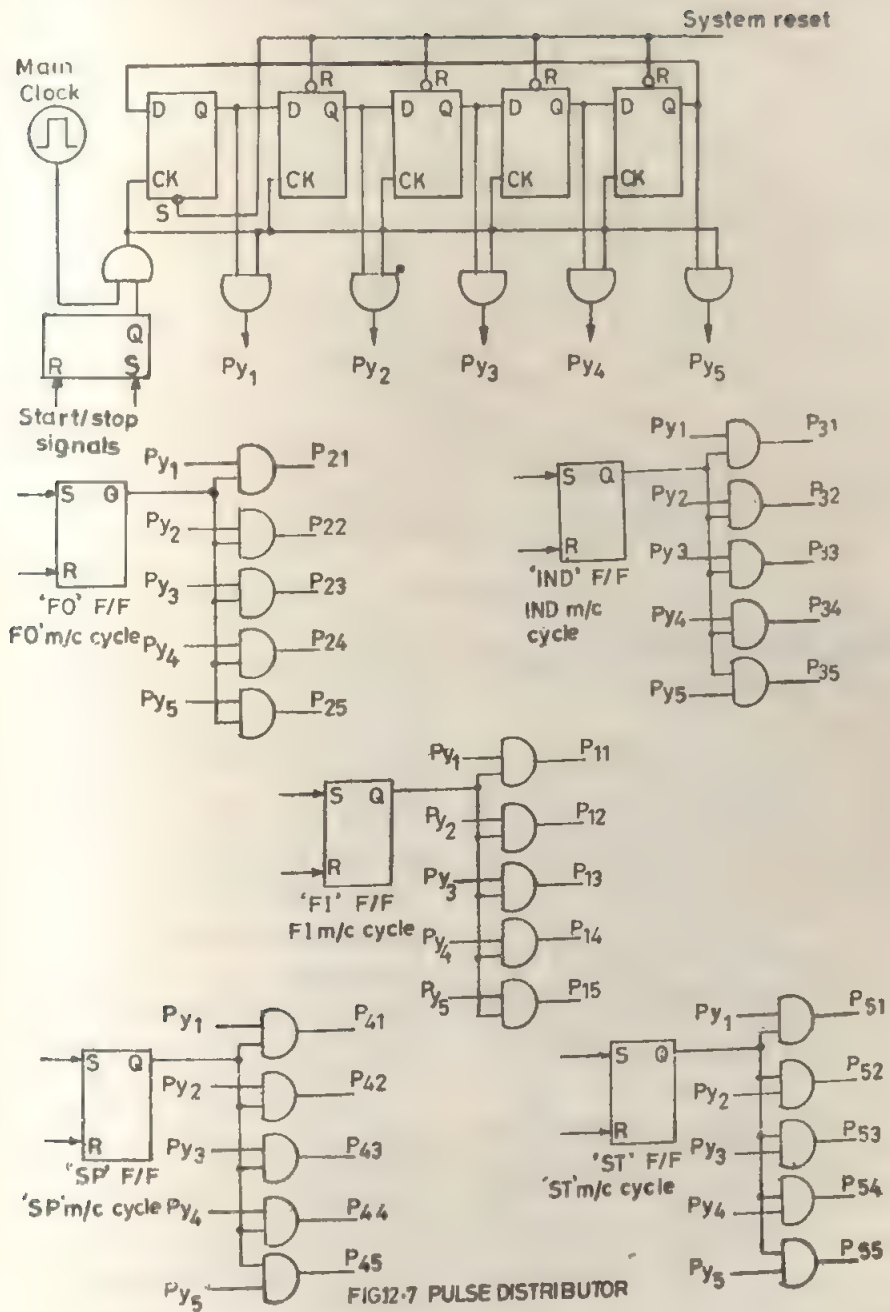 System reset
Main
Clock
R R R R
D Q D Q D Q D Q D Q
CK CK CK CK CK
S
Q
R S
Start/stop
signals
Py1 Py2 Py3 Py4 Py5
S Q
R
'FO' F/F
FO'm/c cycle
Py1 P21
Py2 P22
Py3 P23
Py4 P24
Py5 P25
S Q
R
'IND' F/F
IND m/c
cycle
Py1 P31
Py2 P32
Py3 P33
Py4 P34
Py5 P35
S Q
R
'FI' F/F
FI m/c cycle
Py1 P11
Py2 P12
Py3 P13
Py4 P14
Py5 P15
S Q
R
'SP' F/F
'SP'm/c cycle
Py1 P41
Py2 P42
Py3 P43
Py4 P44
Py5 P45
S Q
R
'ST' F/F
'ST'm/c cycle
Py1 P51
Py2 P52
Py3 P53
Py4 P54
Py5 P55
FIG12.7 PULSE DISTRIBUTOR